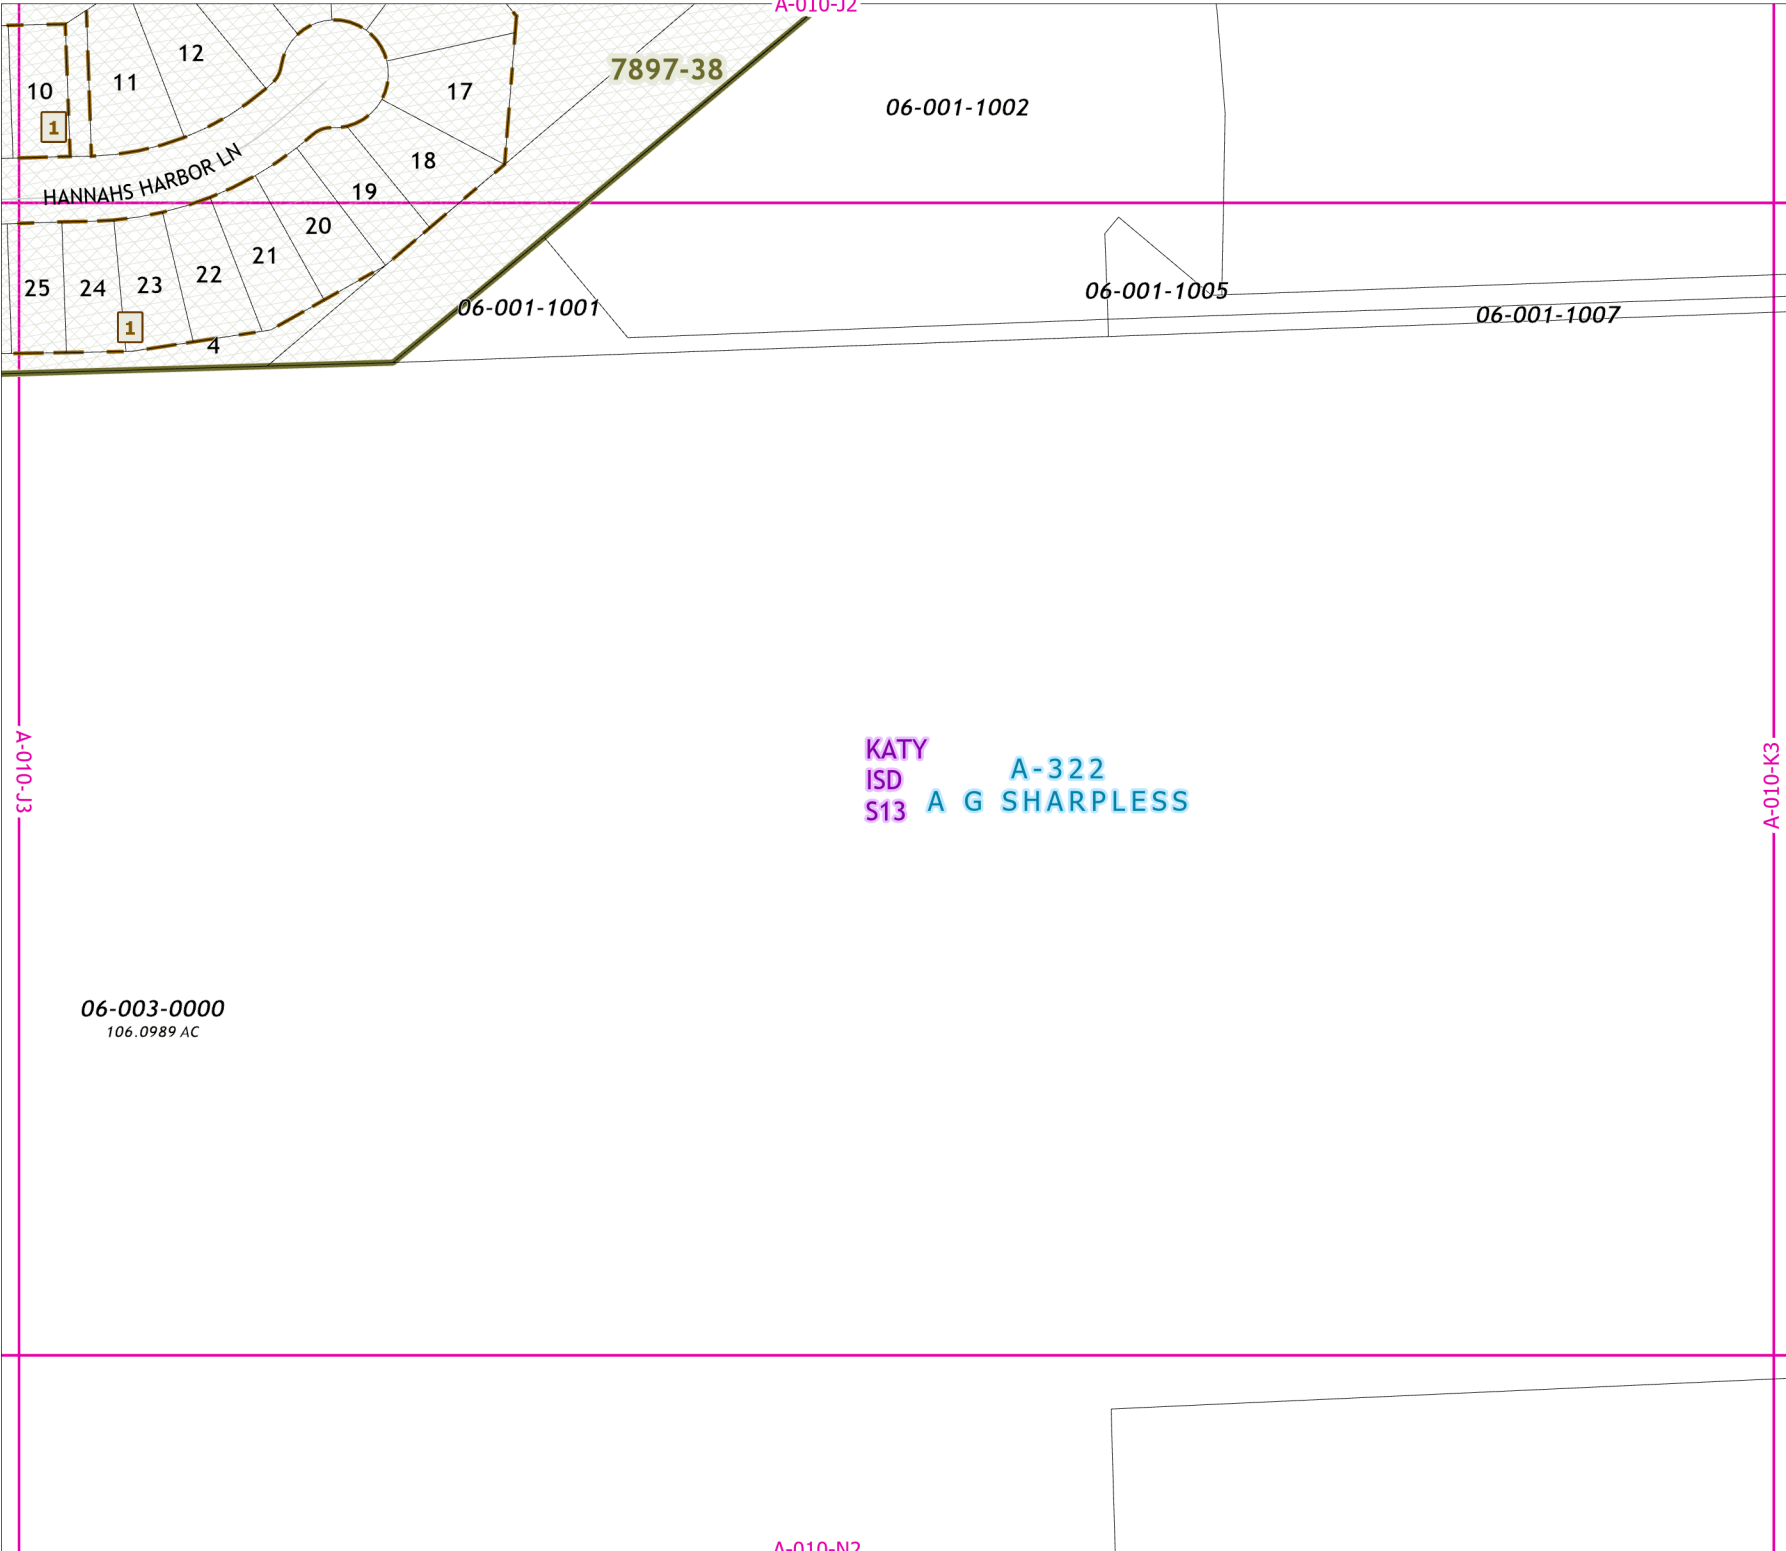 A-010-J2
12
11
10
1
17
7897-38
06-001-1002
18
19
HANNAHS HARBOR LN
20
21
22
23
24
25
1
4
06-001-1001
06-001-1005
06-001-1007
A-010-J3
KATY
ISD
S13
A-322
A G SHARPLESS
A-010-K3
06-003-0000
106.0989 AC
A-010-N2